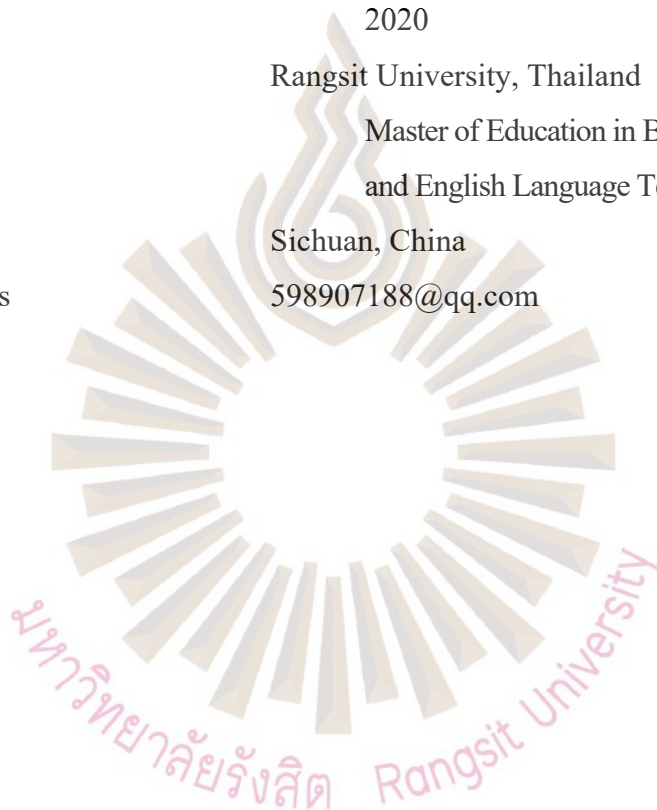 2020
Rangsit University, Thailand
Master of Education in B
and English Language T
Sichuan, China
s 598907188@qq.com
มหาวิทยาลัยรังสิต Rangsit University